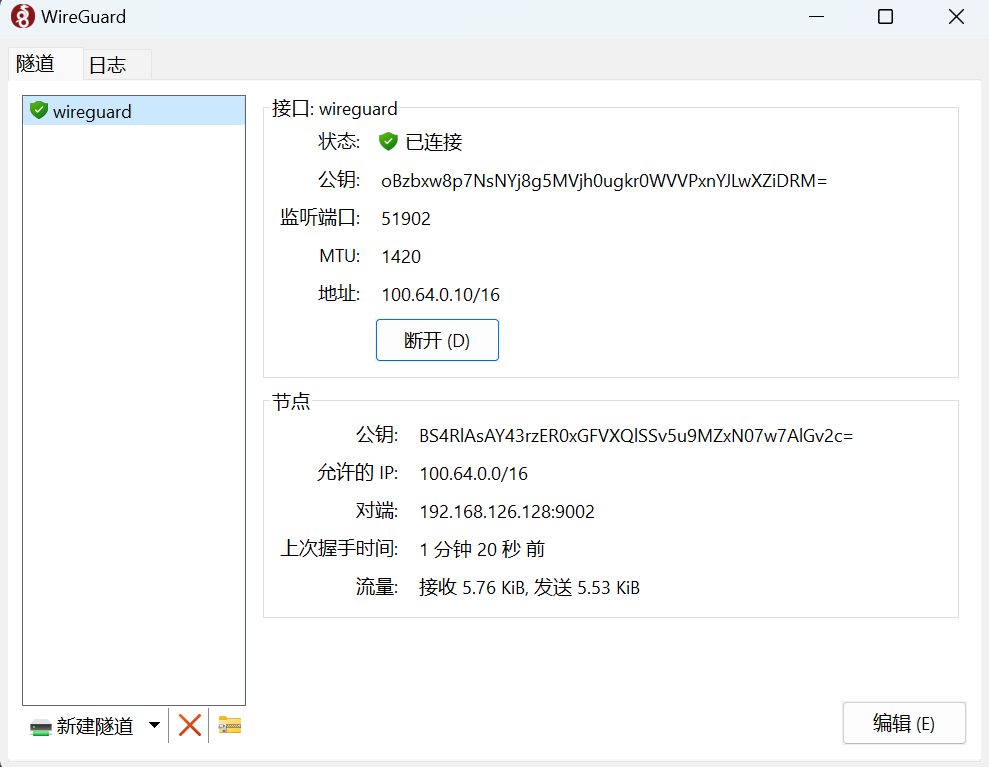 WireGuard
隧道 日志
wireguard
接口: wireguard
状态: 已连接
公钥: oBzbxw8p7NsNYj8g5MVjh0ugkr0WVVPxnYJLwXZiDRM=
监听端口: 51902
MTU: 1420
地址: 100.64.0.10/16
断开 (D)
节点
公钥: BS4RlAsAY43rzER0xGFVXQlSSv5u9MZxN07w7AlGv2c=
允许的 IP: 100.64.0.0/16
对端: 192.168.126.128:9002
上次握手时间: 1 分钟 20 秒 前
流量: 接收 5.76 KiB, 发送 5.53 KiB
新建隧道
编辑 (E)